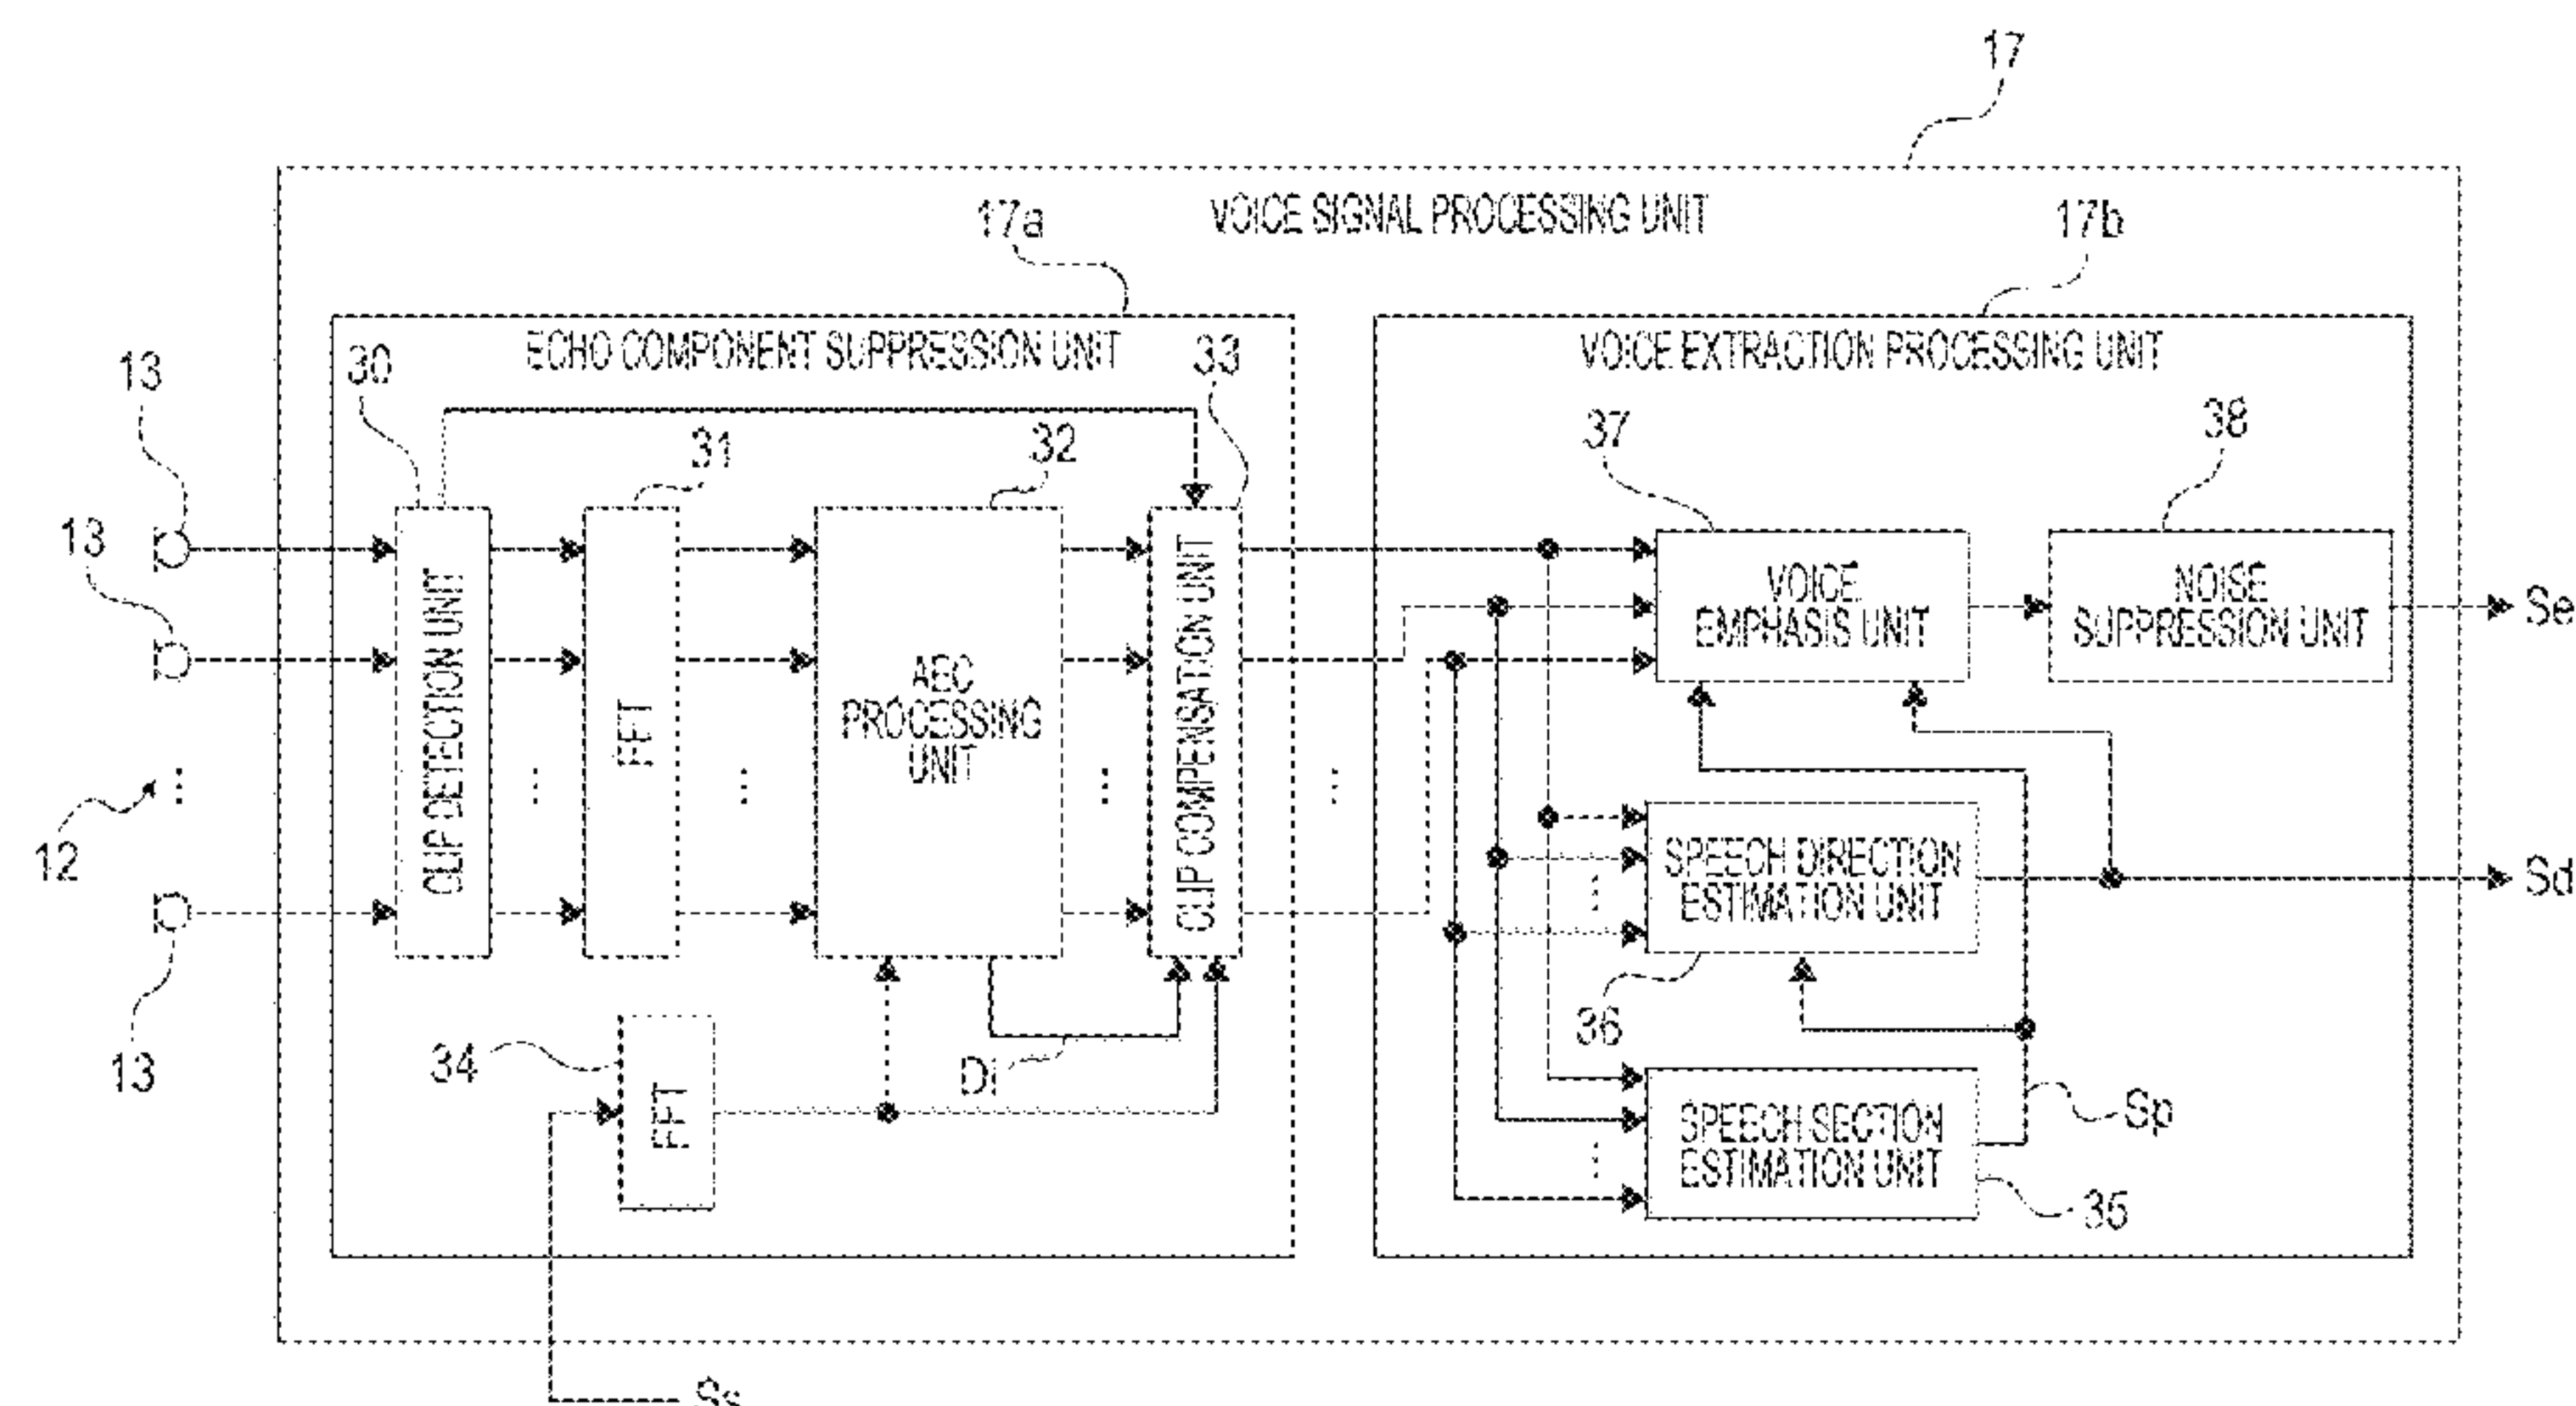 17
VOICE SIGNAL PROCESSING UNIT
17a
17b
ECHO COMPONENT SUPPRESSION UNIT
VOICE EXTRACTION PROCESSING UNIT
13
30
33
31
32
37
38
13
CLIP DETECTION UNIT
FFT
AEC
PROCESSING
UNIT
CLIP COMPENSATION UNIT
VOICE
EMPHASIS UNIT
NOISE
SUPPRESSION UNIT
Se
12
SPEECH DIRECTION
ESTIMATION UNIT
Sd
13
34
FFT
Di
36
SPEECH SECTION
ESTIMATION UNIT
Sp
35
Ss